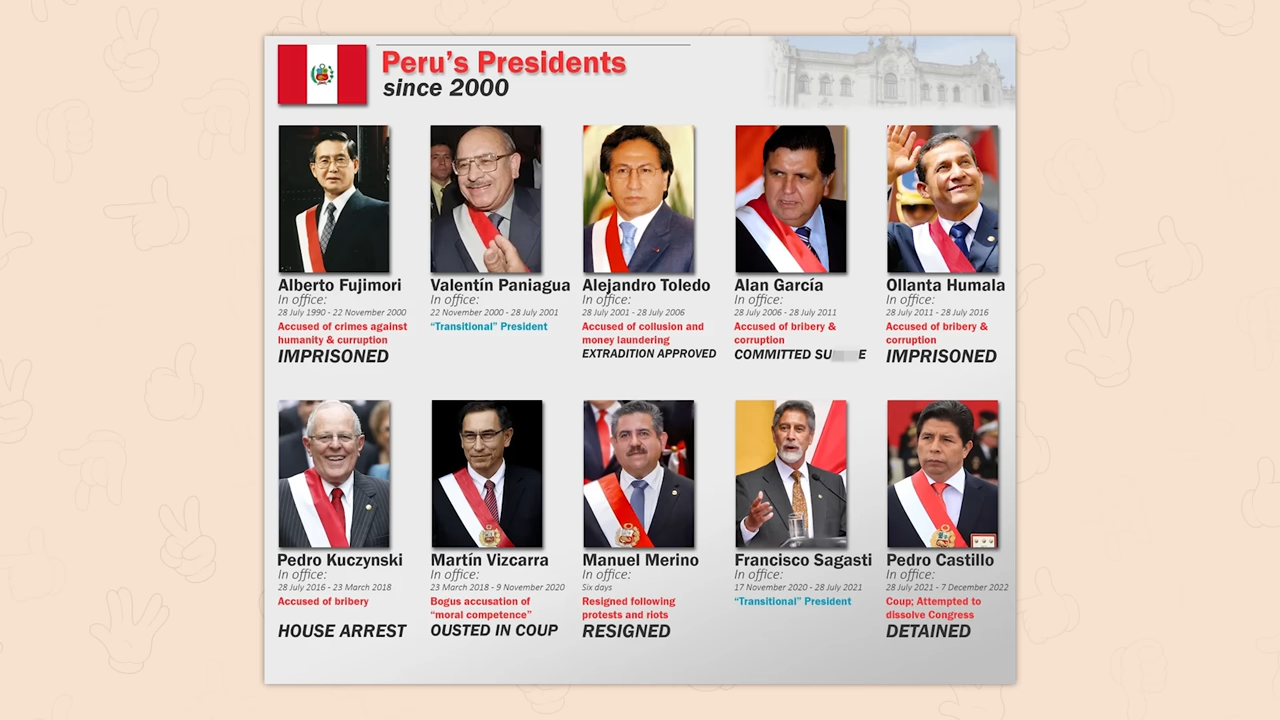 Peru's Presidents
since 2000
Alberto Fujimori
In office:
28 July 1990 - 22 November 2000
Accused of crimes against
humanity & curruption
IMPRISONED
Valentín Paniagua
In office:
22 November 2000 - 28 July 2001
“Transitional” President
Alejandro Toledo
In office:
28 July 2001 - 28 July 2006
Accused of collusion and
money laundering
EXTRADITION APPROVED
Alan García
In office:
28 July 2006 - 28 July 2011
Accused of bribery &
corruption
COMMITTED SU E
Ollanta Humala
In office:
28 July 2011 - 28 July 2016
Accused of bribery &
corruption
IMPRISONED
Pedro Kuczynski
In office:
28 July 2016 - 23 March 2018
Accused of bribery
HOUSE ARREST
Martín Vizcarra
In office:
23 March 2018 - 9 November 2020
Bogus accusation of
“moral competence”
OUSTED IN COUP
Manuel Merino
In office:
Six days
Resigned following
protests and riots
RESIGNED
Francisco Sagasti
In office:
17 November 2020 - 28 July 2021
“Transitional” President
Pedro Castillo
In office:
28 July 2021 - 7 December 2022
Coup; Attempted to
dissolve Congress
DETAINED